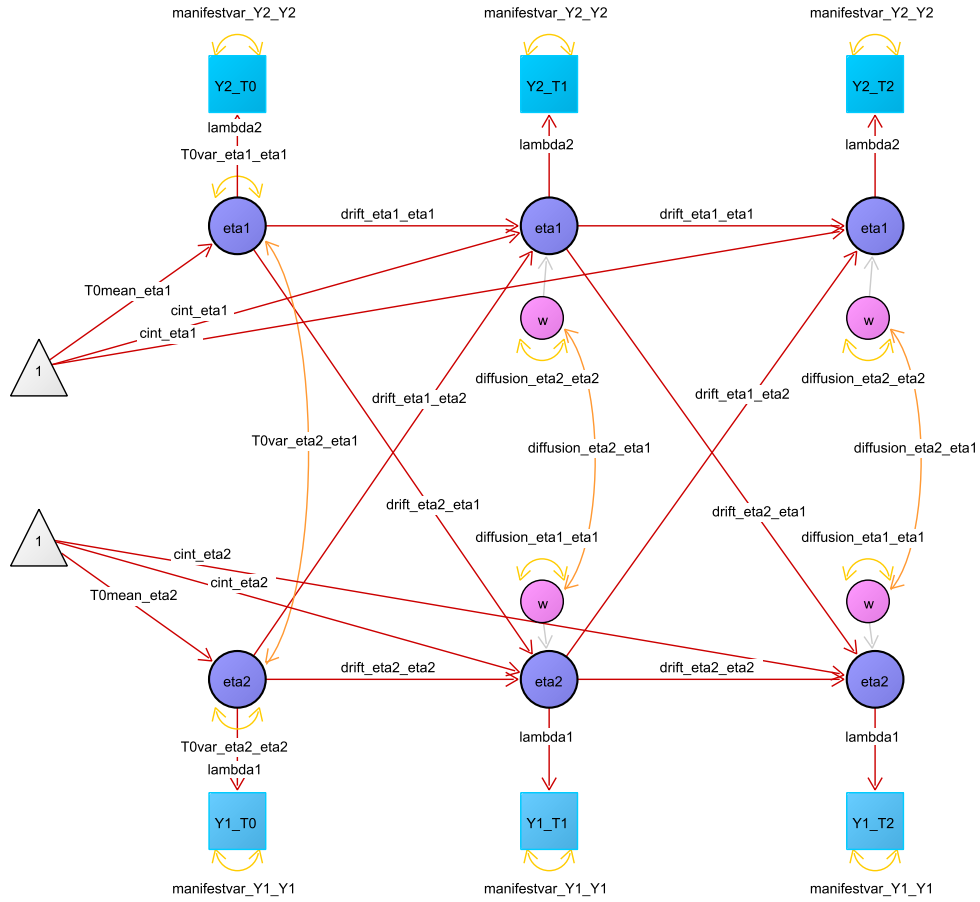 manifestvar_Y2_Y2 manifestvar_Y2_Y2 manifestvar_Y2_Y2
Y2_T0 Y2_T1 Y2_T2
lambda2
lambda2 lambda2
T0var_eta1_eta1
drift_eta1_eta1 drift_eta1_eta1
eta1 eta1 eta1
T0mean_eta1
cint_eta1
w w
cint_eta1
1
diffusion_eta2_eta2 diffusion_eta2_eta2
drift_eta1_eta2 drift_eta1_eta2
T0var_eta2_eta1
diffusion_eta2_eta1 diffusion_eta2_eta1
drift_eta2_eta1 drift_eta2_eta1
diffusion_eta1_eta1 diffusion_eta1_eta1
1
cint_eta2
cint_eta2
T0mean_eta2
w w
drift_eta2_eta2 drift_eta2_eta2
eta2 eta2 eta2
lambda1 lambda1
T0var_eta2_eta2
lambda1
Y1_T0 Y1_T1 Y1_T2
manifestvar_Y1_Y1 manifestvar_Y1_Y1 manifestvar_Y1_Y1